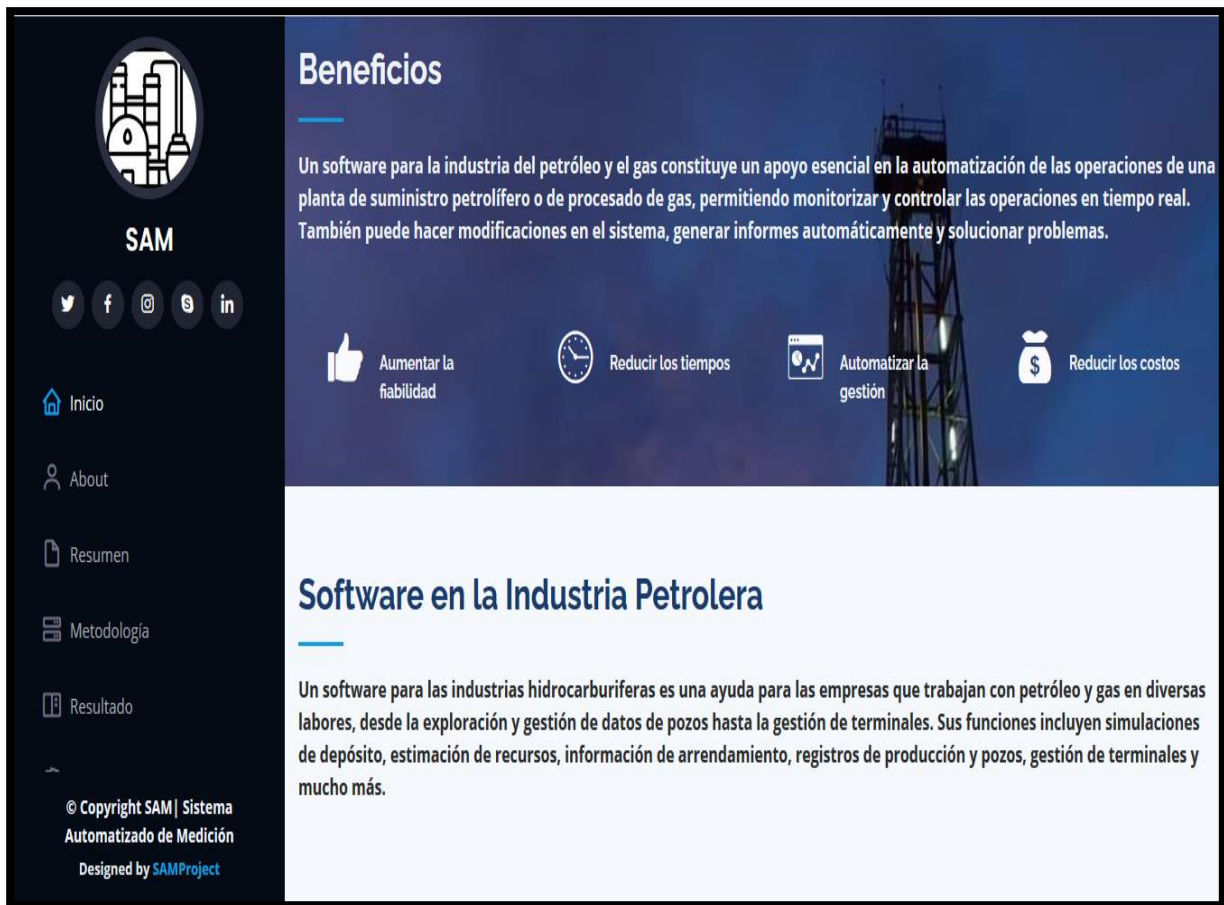 SAM
Inicio
About
Resumen
Metodología
Resultado
© Copyright SAM| Sistema
Automatizado de Medición
Designed by SAMProject
Beneficios
Un software para la industria del petróleo y el gas constituye un apoyo esencial en la automatización de las operaciones de una
planta de suministro petrolífero o de procesado de gas, permitiendo monitorizar y controlar las operaciones en tiempo real.
También puede hacer modificaciones en el sistema, generar informes automáticamente y solucionar problemas.
Aumentar la
fiabilidad
Reducir los tiempos
Automatizar la
gestión
Reducir los costos
Software en la Industria Petrolera
Un software para las industrias hidrocarburiferas es una ayuda para las empresas que trabajan con petróleo y gas en diversas
labores, desde la exploración y gestión de datos de pozos hasta la gestión de terminales. Sus funciones incluyen simulaciones
de depósito, estimación de recursos, información de arrendamiento, registros de producción y pozos, gestión de terminales y
mucho más.